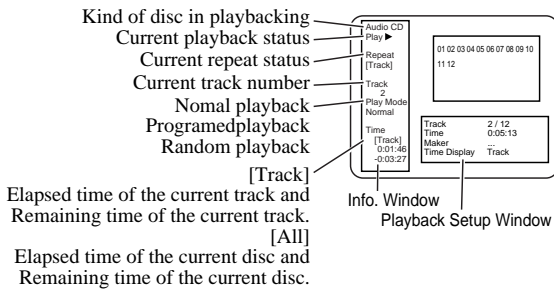 Kind of disc in playbacking
Current playback status
Current repeat status
Current track number
Nomal playback
Programedplayback
Random playback
[Track]
Elapsed time of the current track and
Remaining time of the current track.
[All]
Elapsed time of the current disc and
Remaining time of the current disc.
Audio CD
Play ▶
Repeat
[Track]
Track
2
Play Mode
Normal
Time
[Track]
0:01:46
-0:03:27
01 02 03 04 05 06 07 08 09 10
11 12
Track 2 / 12
Time 0:05:13
Maker ...
Time Display Track
Info. Window
Playback Setup Window